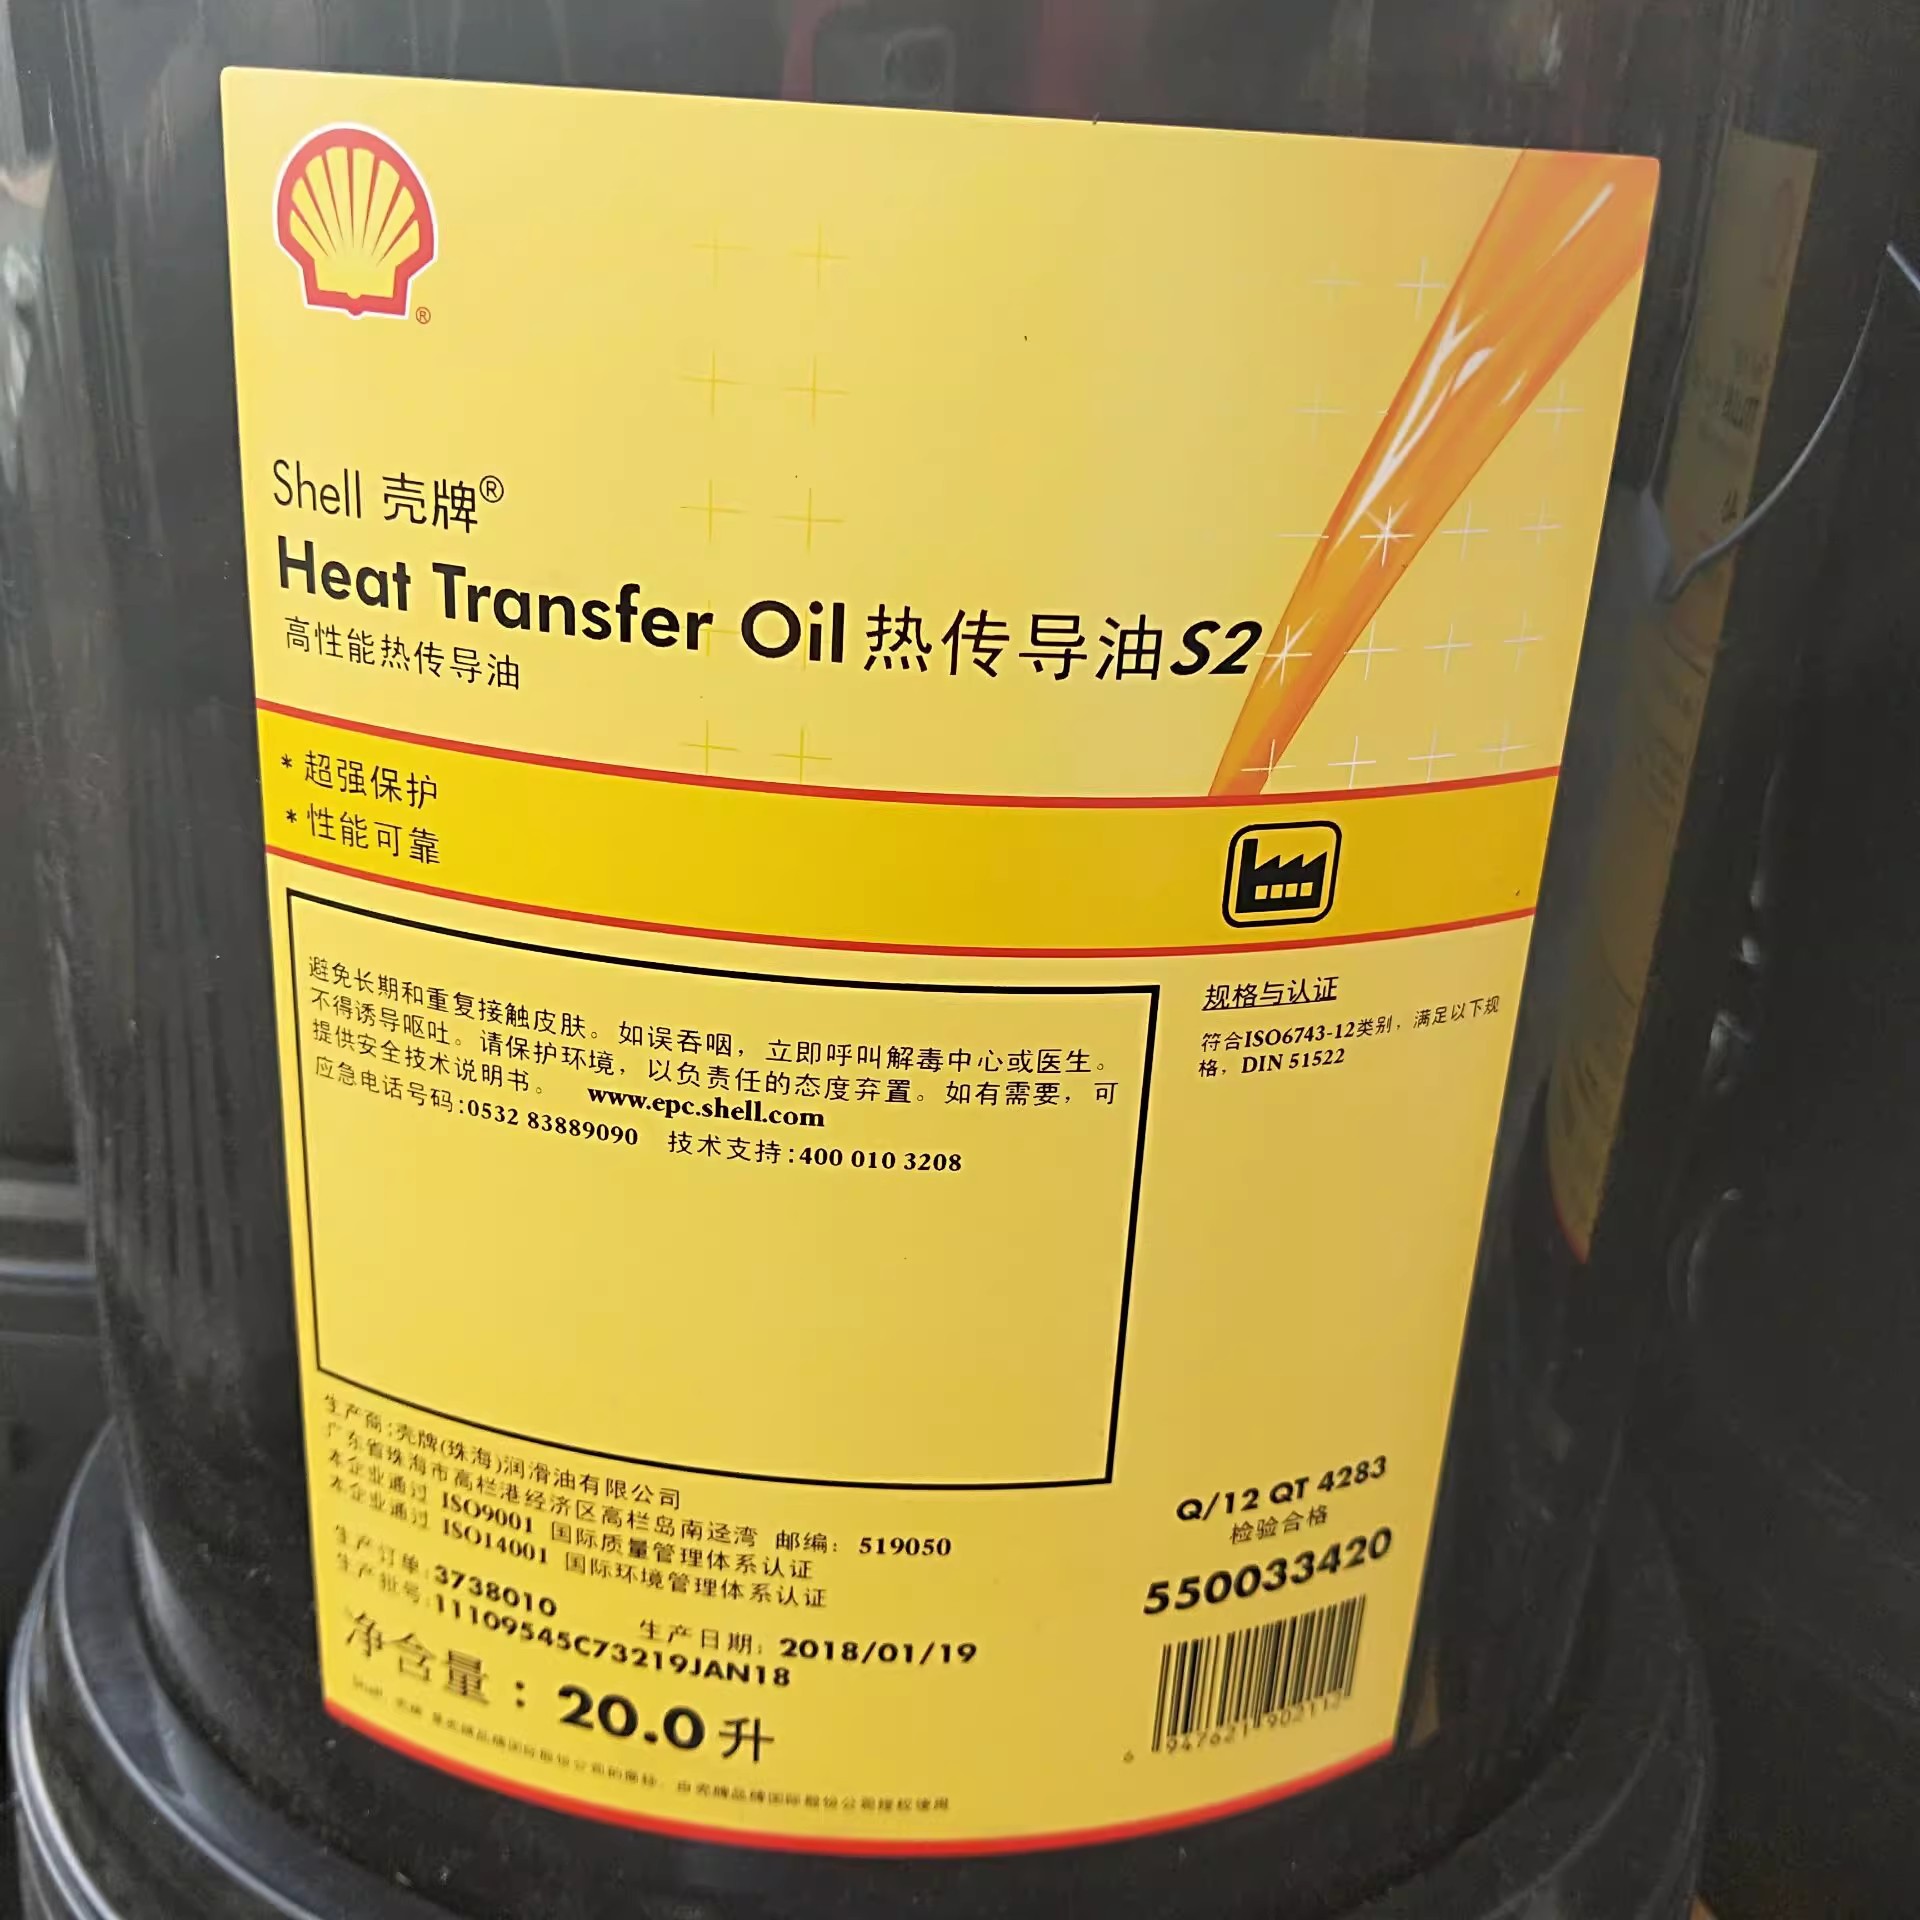 Shell 壳牌®
Heat Transfer Oil 热传导油 S2
高性能热传导油
* 超强保护
* 性能可靠
避免长期和重复接触皮肤。如误吞咽，立即呼叫解毒中心或医生。
不得诱导呕吐。请保护环境，以负责任的态度弃置。如有需要，可
提供安全技术说明书。 www.epc.shell.com
应急电话号码:0532 83889090 技术支持:400 010 3208
规格与认证
符合ISO6743-12类别，满足以下规
格，DIN 51522
生产商:壳牌(珠海)润滑油有限公司
广东省珠海市高栏港经济区高栏岛南迳湾 邮编：519050
本企业通过 ISO9001 国际质量管理体系认证
本企业通过 ISO14001 国际环境管理体系认证
生产订单:3738010 生产日期：2018/01/19
生产批号:11109545C73219JAN18
净含量：20.0 升
Q/12 QT 4283
检验合格
550033420